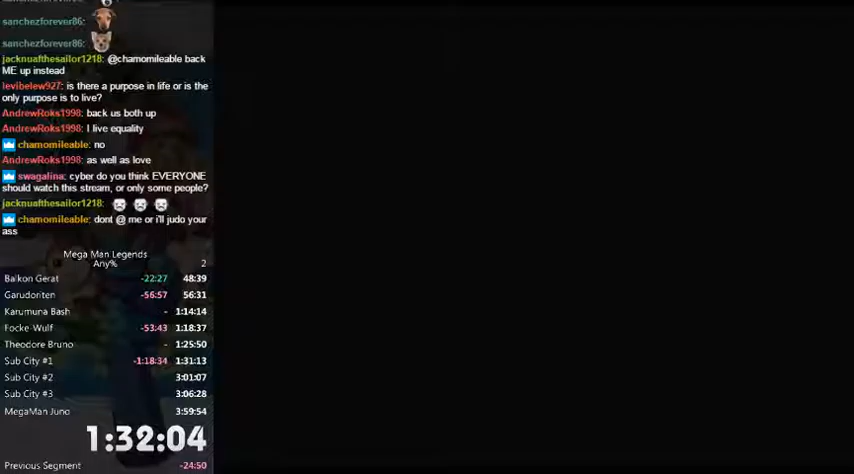 sanchezforever86:
sanchezforever86:
jacknuafthesailor1218: @chamomileable back
ME up instead
levibelew927: is there a purpose in life or is the
only purpose is to live?
AndrewRoks1998: back us both up
AndrewRoks1998: I live equality
chamomileable: no
AndrewRoks1998: as well as love
swagalina: cyber do you think EVERYONE
should watch this stream, or only some people?
jacknuafthesailor1218:
chamomileable: dont @ me or i'll judo your
ass
Mega Man Legends
Any% 2
Balkon Gerat -22:27 48:39
Garudoriten -56:57 56:31
Karumuna Bash - 1:14:14
Focke-Wulf -53:43 1:18:37
Theodore Bruno - 1:25:50
Sub City #1 -1:18:34 1:31:13
Sub City #2 3:01:07
Sub City #3 3:06:28
MegaMan Juno 3:59:54
1:32:04
Previous Segment -24:50